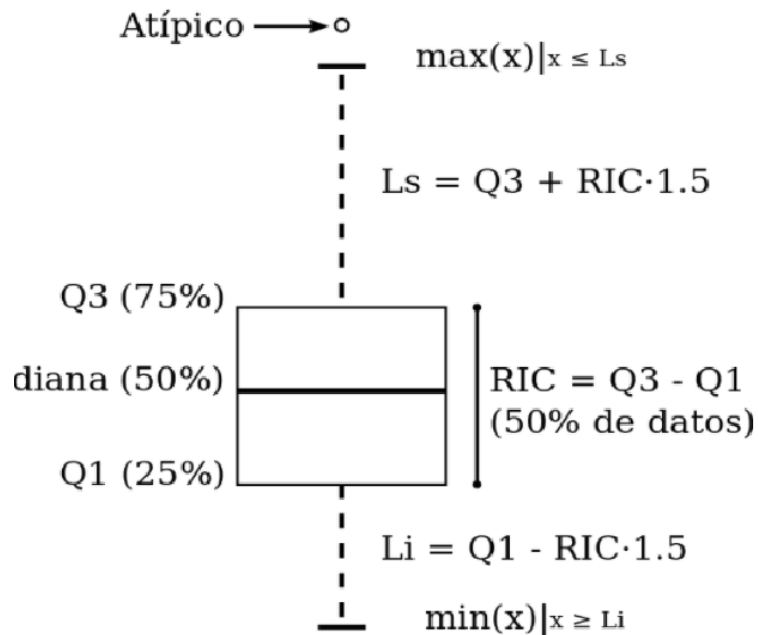 Atípico
max(x)|x ≤ Ls
Ls = Q3 + RIC·1.5
Q3 (75%)
diana (50%)
RIC = Q3 - Q1
(50% de datos)
Q1 (25%)
Li = Q1 - RIC·1.5
min(x)|x ≥ Li